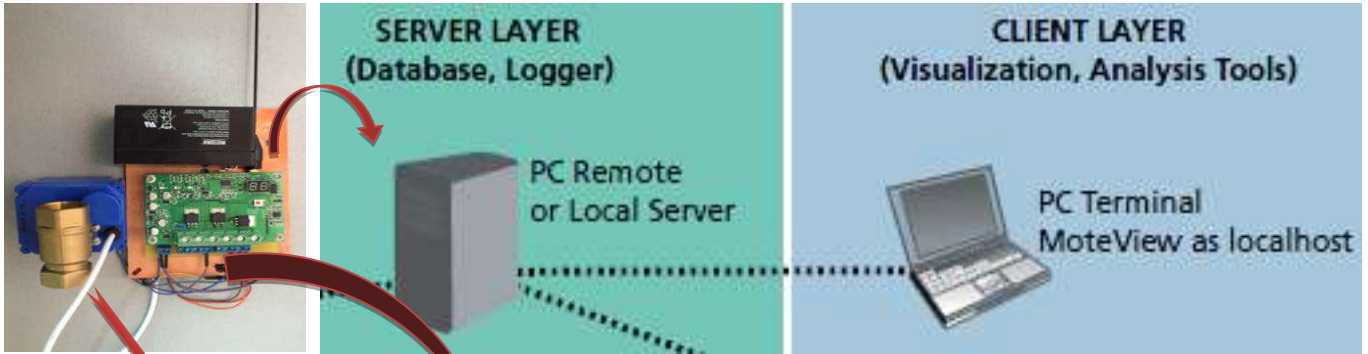 SERVER LAYER
(Database, Logger)
PC Remote
or Local Server
CLIENT LAYER
(Visualization, Analysis Tools)
PC Terminal
MoteView as localhost